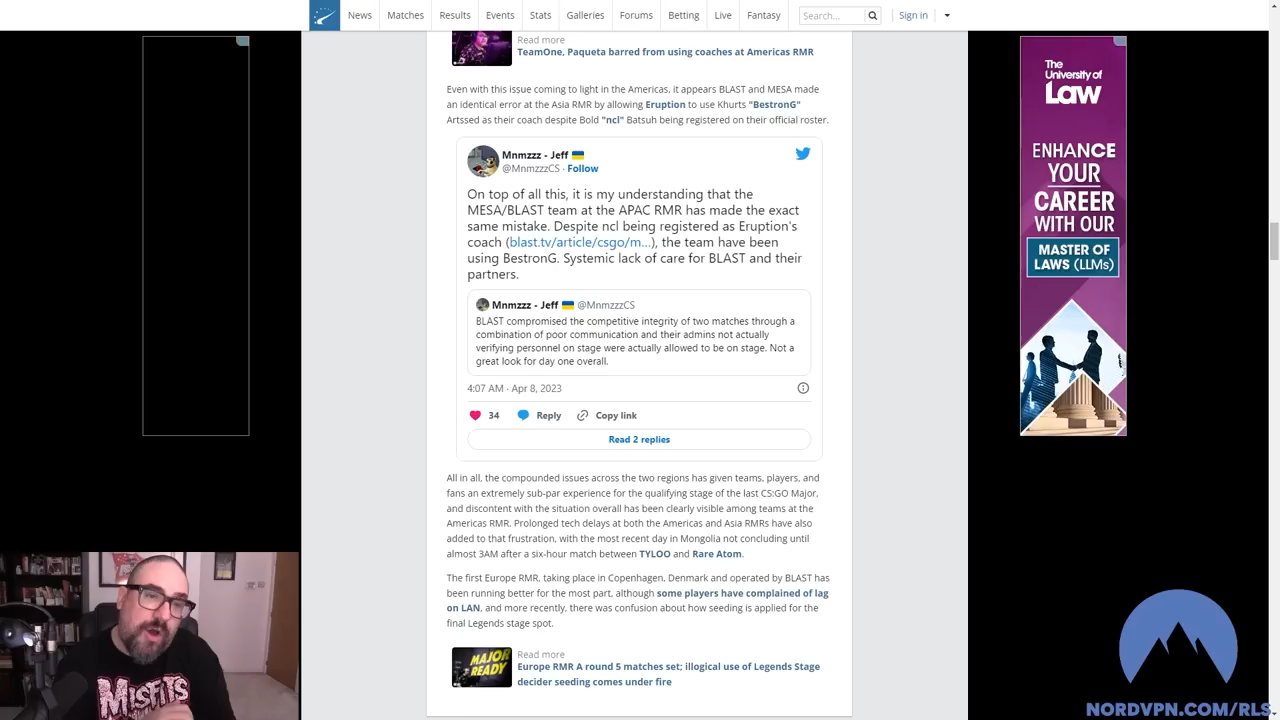 News Matches Results Events Stats Galleries Forums Betting Live Fantasy Search... Sign in
Read more
TeamOne, Paqueta barred from using coaches at Americas RMR
Even with this issue coming to light in the Americas, it appears BLAST and MESA made
an identical error at the Asia RMR by allowing Eruption to use Khurts "BestronG"
Artssed as their coach despite Bold "ncl" Batsuh being registered on their official roster.
Mnmzzz - Jeff
@MnmzzzCS · Follow
On top of all this, it is my understanding that the
MESA/BLAST team at the APAC RMR has made the exact
same mistake. Despite ncl being registered as Eruption's
coach (blast.tv/article/csgo/m...), the team have been
using BestronG. Systemic lack of care for BLAST and their
partners.
Mnmzzz - Jeff @MnmzzzCS
BLAST compromised the competitive integrity of two matches through a
combination of poor communication and their admins not actually
verifying personnel on stage were actually allowed to be on stage. Not a
great look for day one overall.
4:07 AM · Apr 8, 2023
34 Reply Copy link
Read 2 replies
All in all, the compounded issues across the two regions has given teams, players, and
fans an extremely sub-par experience for the qualifying stage of the last CS:GO Major,
and discontent with the situation overall has been clearly visible among teams at the
Americas RMR. Prolonged tech delays at both the Americas and Asia RMRs have also
added to that frustration, with the most recent day in Mongolia not concluding until
almost 3AM after a six-hour match between TYLOO and Rare Atom.
The first Europe RMR, taking place in Copenhagen, Denmark and operated by BLAST has
been running better for the most part, although some players have complained of lag
on LAN, and more recently, there was confusion about how seeding is applied for the
final Legends stage spot.
MAJOR
READY
Read more
Europe RMR A round 5 matches set; illogical use of Legends Stage
decider seeding comes under fire
The
University of
Law
ENHANCE
YOUR
CAREER
WITH OUR
MASTER OF
LAWS (LLMs)
MISFITS
NORDVPN.COM/RLS